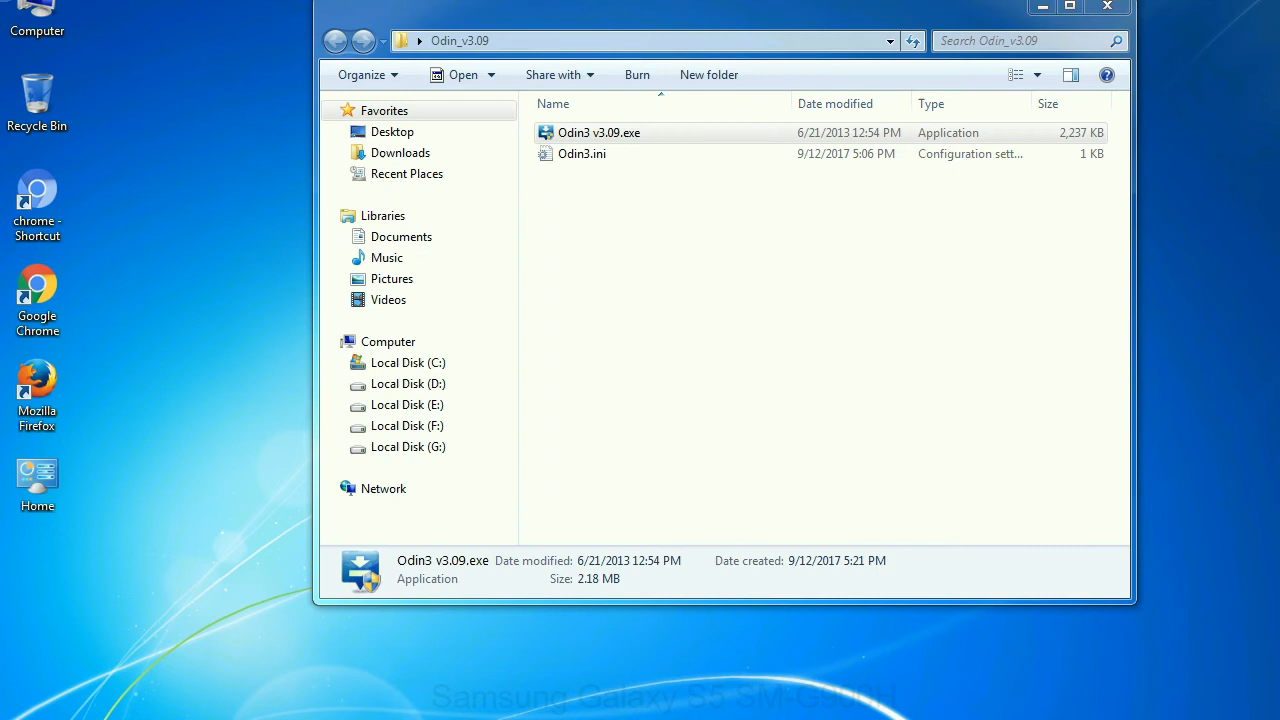 Computer
Recycle Bin
chrome - Shortcut
Google Chrome
Mozilla Firefox
Home
Odin_v3.09
Search Odin_v3.09
Organize
Open
Share with
Burn
New folder
Name
Date modified
Type
Size
Odin3 v3.09.exe 6/21/2013 12:54 PM Application 2,237 KB
Odin3.ini 9/12/2017 5:06 PM Configuration sett... 1 KB
Favorites
Desktop
Downloads
Recent Places
Libraries
Documents
Music
Pictures
Videos
Computer
Local Disk (C:)
Local Disk (D:)
Local Disk (E:)
Local Disk (F:)
Local Disk (G:)
Network
Odin3 v3.09.exe Date modified: 6/21/2013 12:54 PM Date created: 9/12/2017 5:21 PM
Application Size: 2.18 MB
Samsung Galaxy S5